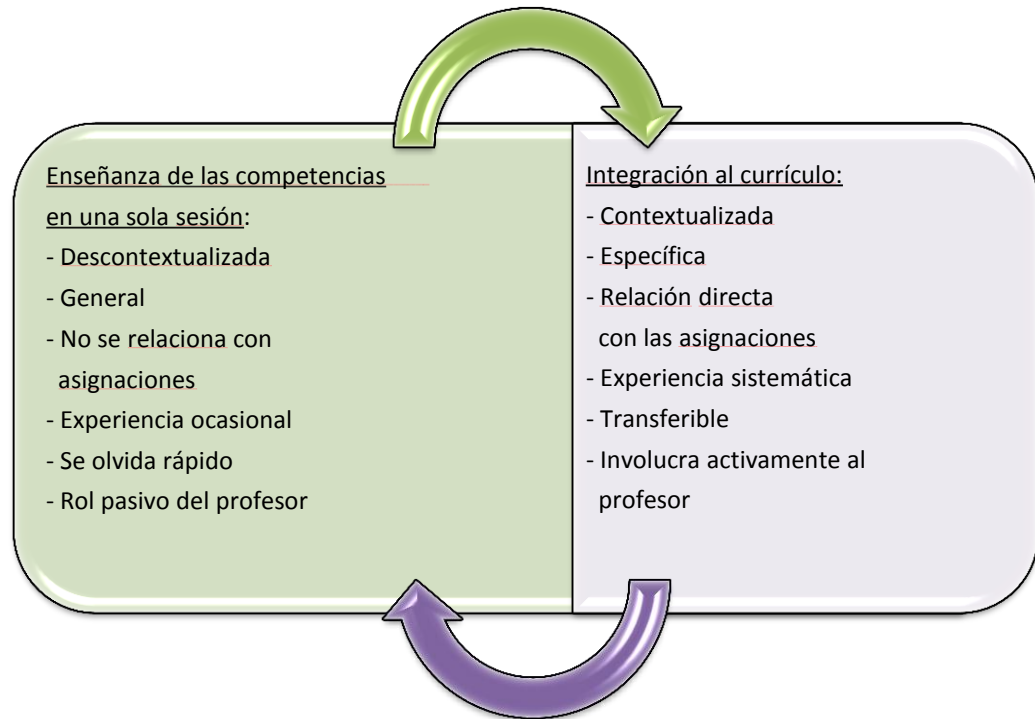 Enseñanza de las competencias
en una sola sesión:
- Descontextualizada
- General
- No se relaciona con
asignaciones
- Experiencia ocasional
- Se olvida rápido
- Rol pasivo del profesor
Integración al currículo:
- Contextualizada
- Específica
- Relación directa
con las asignaciones
- Experiencia sistemática
- Transferible
- Involucra activamente al
profesor